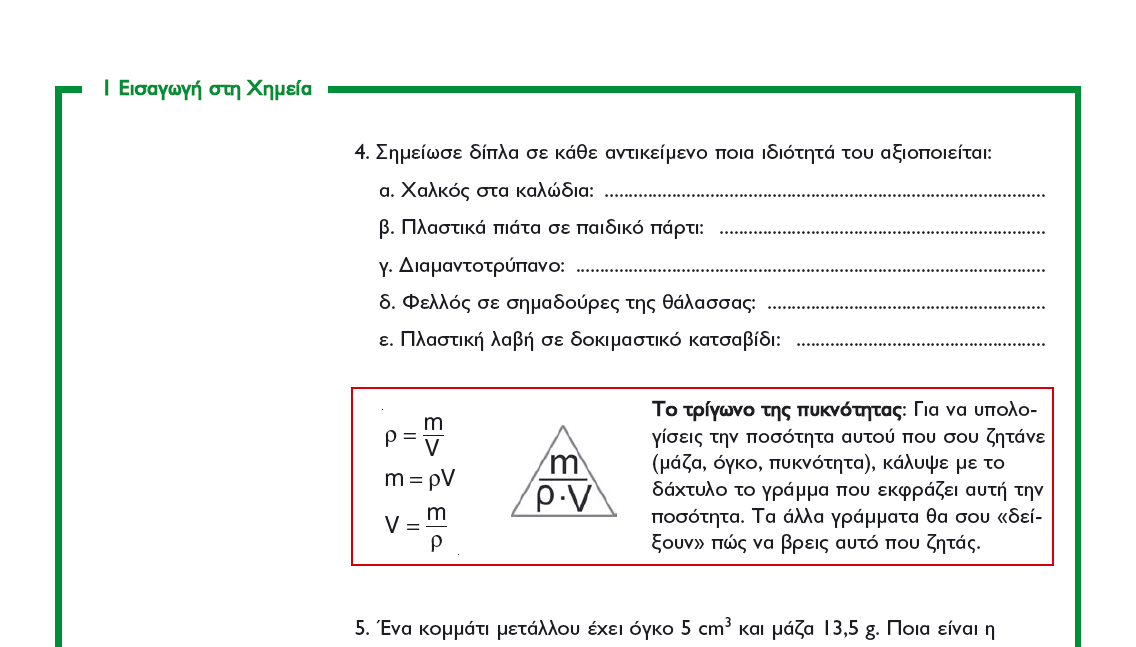 1 Εισαγωγή στη Χημεία
4. Σημείωσε δίπλα σε κάθε αντικείμενο ποια ιδιότητά του αξιοποιείται:
α. Χαλκός στα καλώδια: ............................................................................................
β. Πλαστικά πιάτα σε παιδικό πάρτι: ....................................................................
γ. Διαμαντοτρύπανο: ..................................................................................................
δ. Φελλός σε σημαδούρες της θάλασσας: ..........................................................
ε. Πλαστική λαβή σε δοκιμαστικό κατσαβίδι: ....................................................
ρ = m/V
m = ρV
V = m/ρ
m
ρ·V
Το τρίγωνο της πυκνότητας: Για να υπολο-
γίσεις την ποσότητα αυτού που σου ζητάνε
(μάζα, όγκο, πυκνότητα), κάλυψε με το
δάχτυλο το γράμμα που εκφράζει αυτή την
ποσότητα. Τα άλλα γράμματα θα σου «δεί-
ξουν» πώς να βρεις αυτό που ζητάς.
5. Ένα κομμάτι μετάλλου έχει όγκο 5 cm³ και μάζα 13,5 g. Ποια είναι η